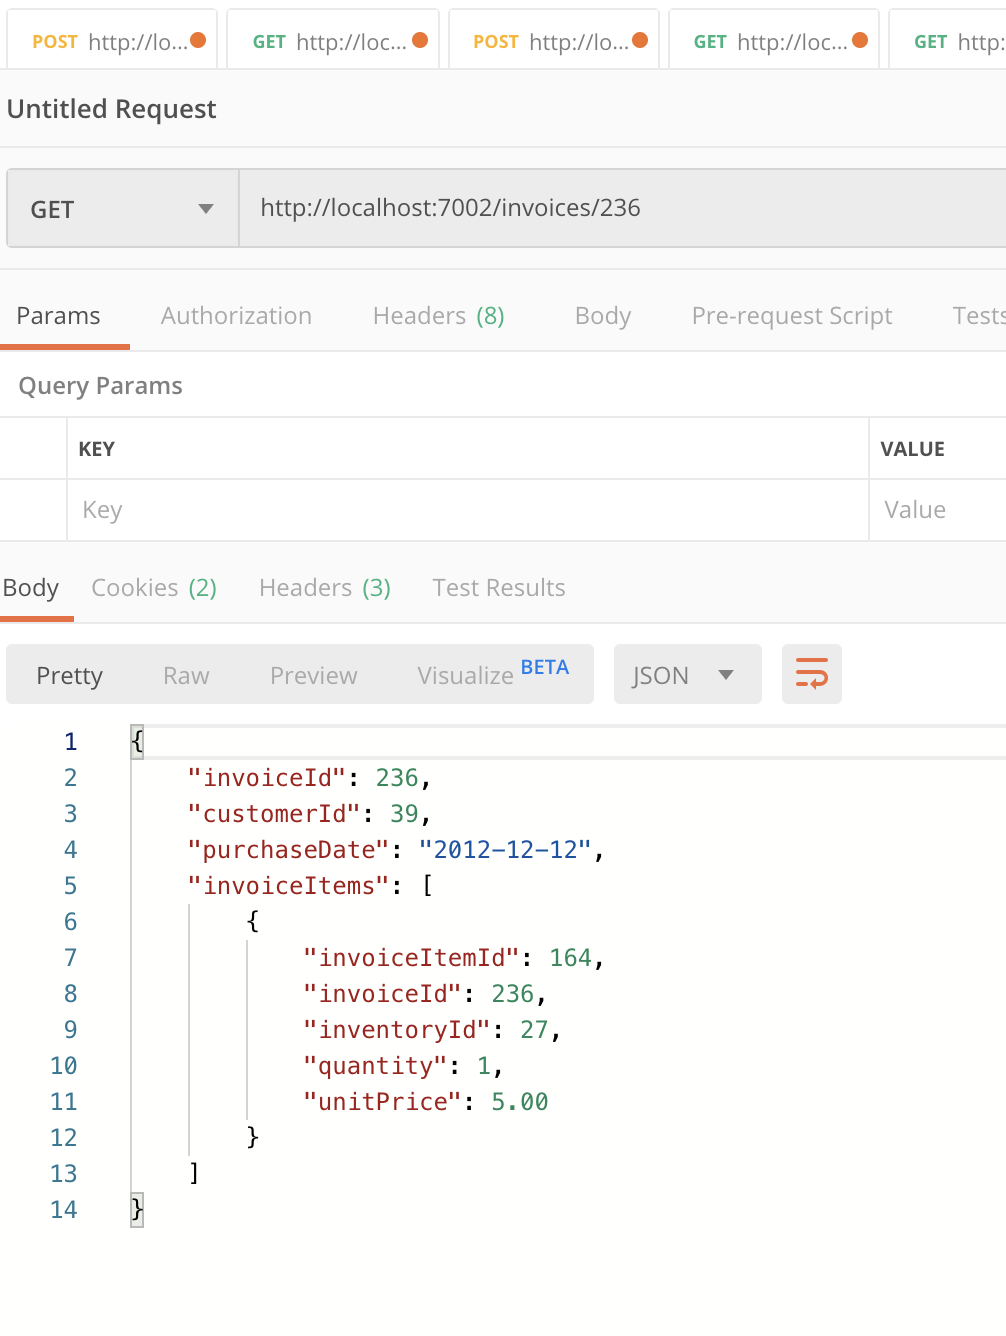 POST http://lo... GET http://loc... POST http://lo... GET http://loc... GET http:
Untitled Request
GET http://localhost:7002/invoices/236
Params Authorization Headers (8) Body Pre-request Script Tests
Query Params
KEY VALUE
Key Value
Body Cookies (2) Headers (3) Test Results
Pretty Raw Preview Visualize BETA JSON
1 {
2 "invoiceId": 236,
3 "customerId": 39,
4 "purchaseDate": "2012-12-12",
5 "invoiceItems": [
6 {
7 "invoiceItemId": 164,
8 "invoiceId": 236,
9 "inventoryId": 27,
10 "quantity": 1,
11 "unitPrice": 5.00
12 }
13 ]
14 }